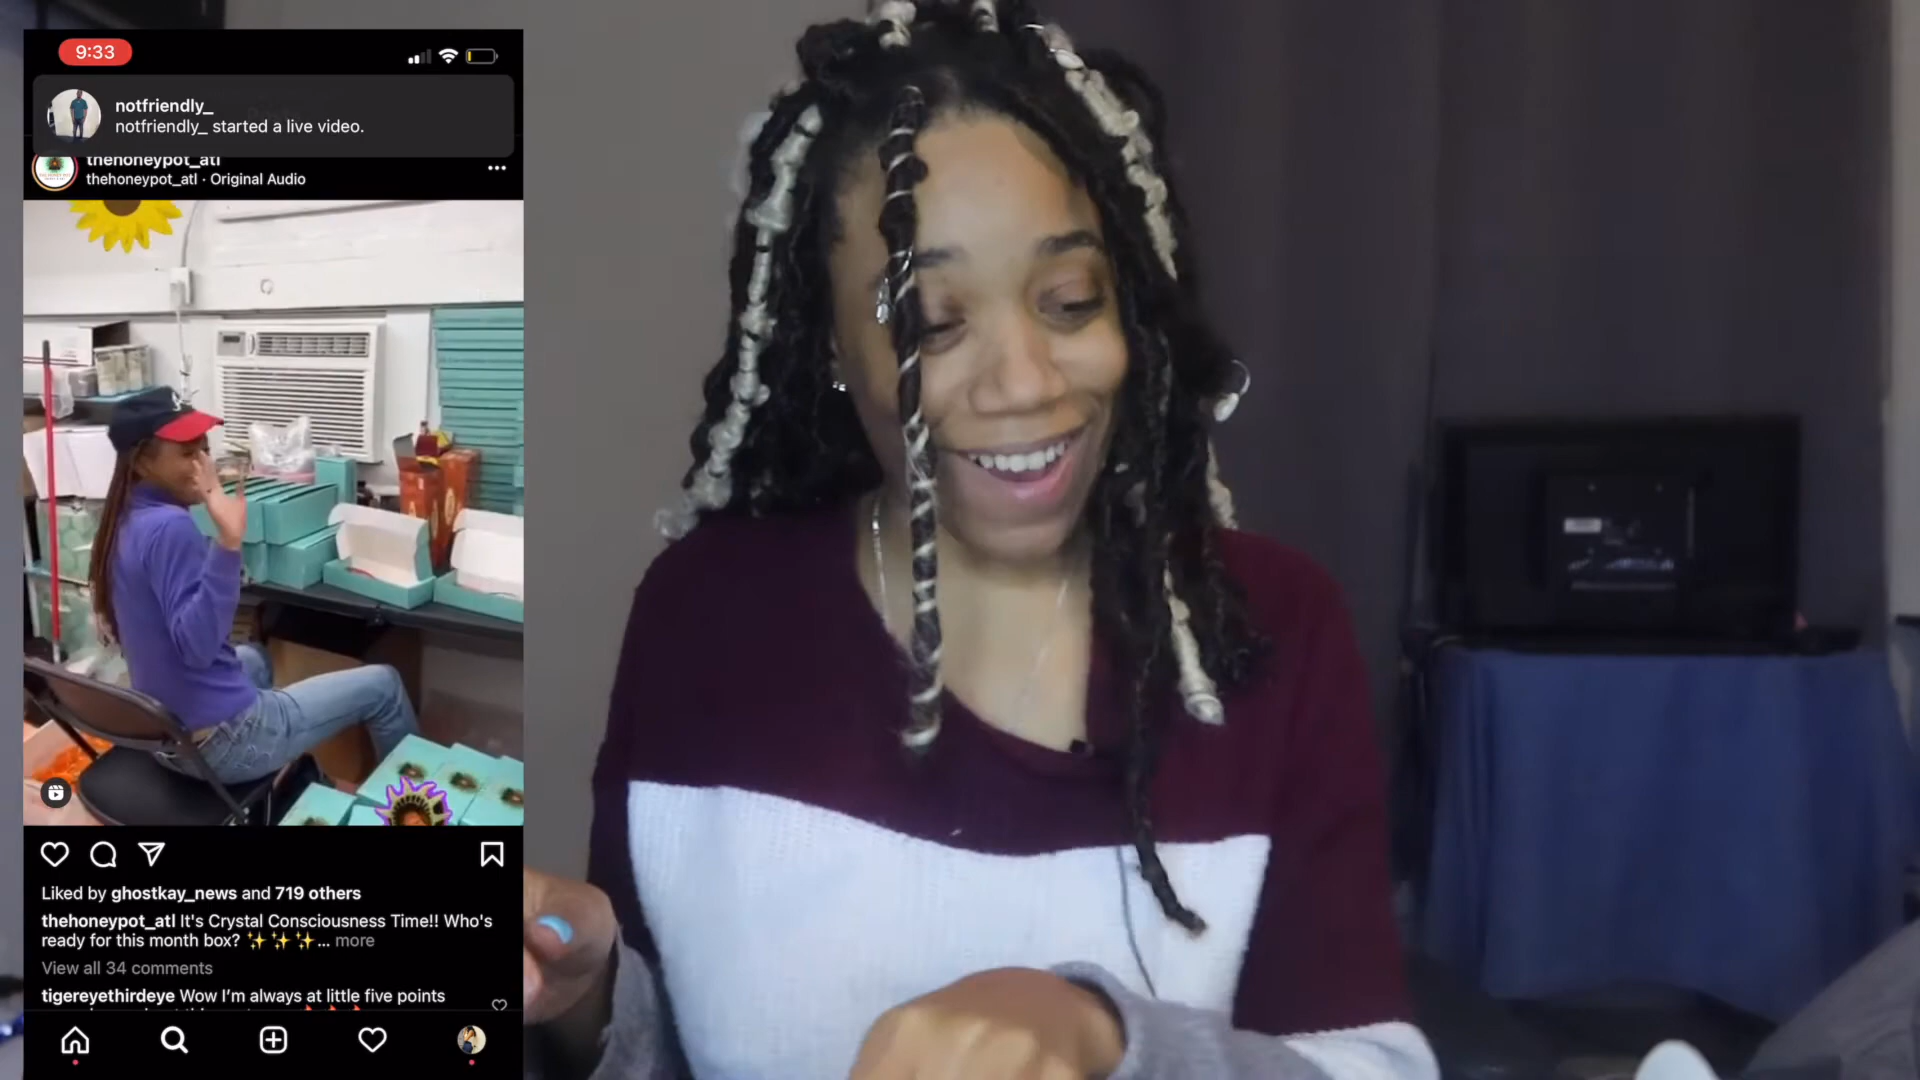 9:33
notfriendly_
notfriendly_ started a live video.
thehoneypot_atl
thehoneypot_atl · Original Audio
Liked by ghostkay_news and 719 others
thehoneypot_atl It's Crystal Consciousness Time!! Who's
ready for this month box? ✨✨✨... more
View all 34 comments
tigereyethirdeye Wow I'm always at little five points